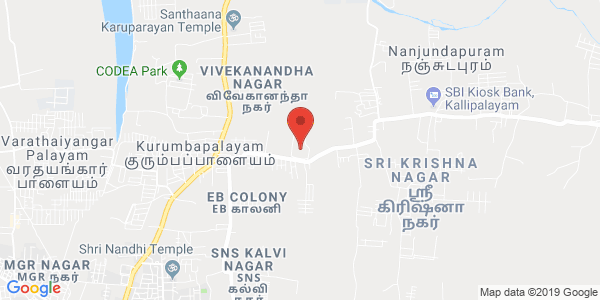 Santhaana
Karuparayan Temple
Nanjundapuram
நஞ்சுடபுரம்
CODEA Park
VIVEKANANDHA
NAGAR
விவேகானந்தா
நகர்
SBI Kiosk Bank,
Kallipalayam
Varathaiyangar
Palayam
வரதயங்கார்
பாளையம்
Kurumbapalayam
குரும்பப்பாளையம்
SRI KRISHNA
NAGAR
ஸ்ரீ
கிரிஷ்னா
நகர்
EB COLONY
EB காலனி
Shri Nandhi Temple
SNS KALVI
NAGAR
SNS
கல்வி
நகர்
MGR NAGAR
MGR நகர்
Google
Map data ©2019 Google